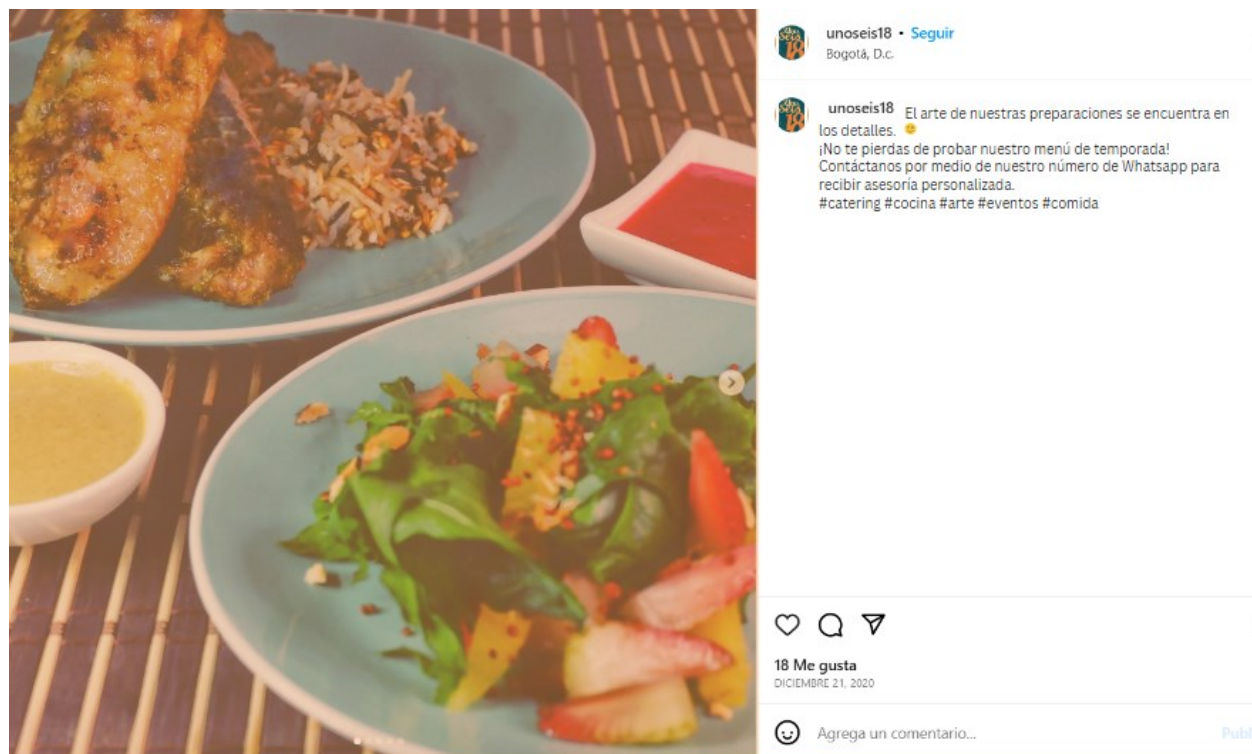 unoseis18 • Seguir
Bogotá, D.c.
unoseis18 El arte de nuestras preparaciones se encuentra en
los detalles. 🙂
¡No te pierdas de probar nuestro menú de temporada!
Contáctanos por medio de nuestro número de Whatsapp para
recibir asesoría personalizada.
#catering #cocina #arte #eventos #comida
18 Me gusta
DICIEMBRE 21, 2020
Agrega un comentario...
Publ